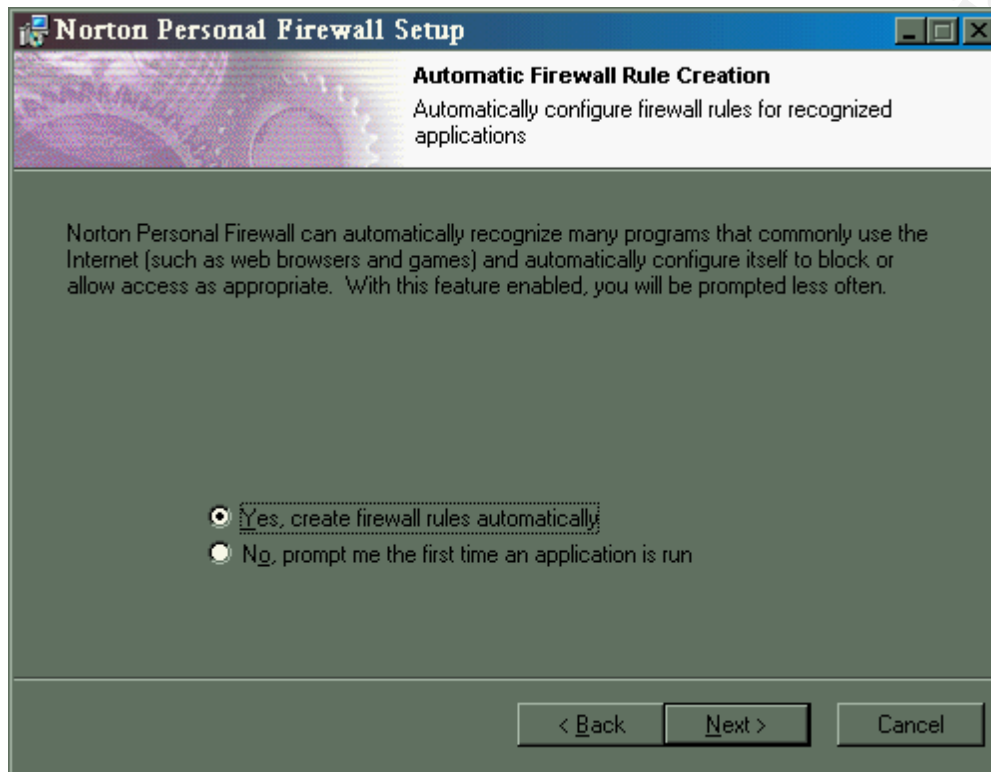 Norton Personal Firewall Setup
Automatic Firewall Rule Creation
Automatically configure firewall rules for recognized
applications
Norton Personal Firewall can automatically recognize many programs that commonly use the
Internet (such as web browsers and games) and automatically configure itself to block or
allow access as appropriate.  With this feature enabled, you will be prompted less often.
Yes, create firewall rules automatically
No, prompt me the first time an application is run
< Back
Next >
Cancel